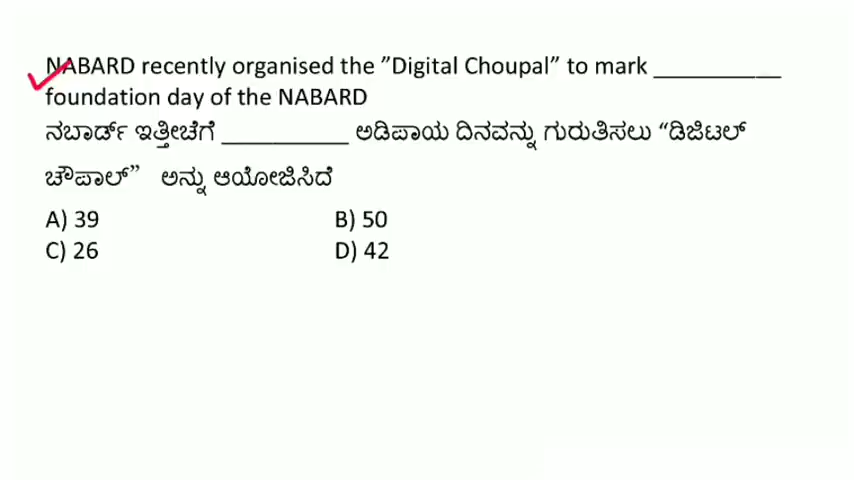 NABARD recently organised the ”Digital Choupal” to mark __________
foundation day of the NABARD
ನಬಾರ್ಡ್ ಇತ್ತೀಚೆಗೆ __________ ಅಡಿಪಾಯ ದಿನವನ್ನು ಗುರುತಿಸಲು “ಡಿಜಿಟಲ್
ಚೌಪಾಲ್” ಅನ್ನು ಆಯೋಜಿಸಿದೆ
A) 39 B) 50
C) 26 D) 42